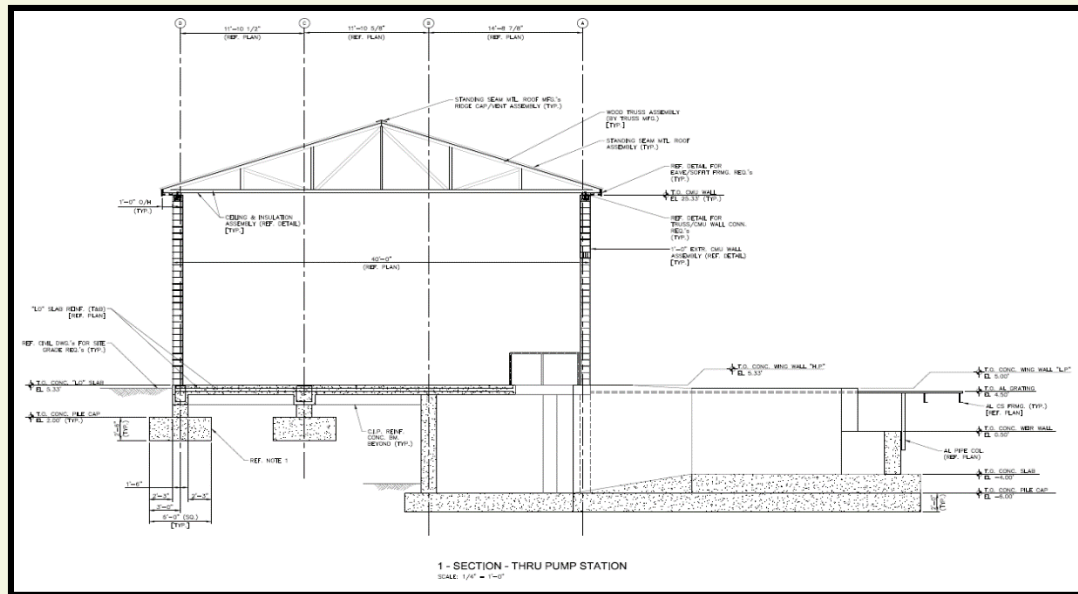 D
C
B
A
11'-10 1/2"
(REF. PLAN)
11'-10 5/8"
(REF. PLAN)
14'-8 7/8"
(REF. PLAN)
STANDING SEAM MTL. ROOF MFG.'s
RIDGE CAP/VENT ASSEMBLY (TYP.)
WOOD TRUSS ASSEMBLY
(BY TRUSS MFG.)
[TYP.]
STANDING SEAM MTL. ROOF
ASSEMBLY (TYP.)
REF. DETAIL FOR
EAVE/SOFFIT FRMG. REQ.'s
(TYP.)
T.O. CMU WALL
EL 25.33' (TYP.)
1'-0" O/H
(TYP.)
CEILING & INSULATION
ASSEMBLY (REF. DETAIL)
[TYP.]
REF. DETAIL FOR
TRUSS/CMU WALL CONN.
REQ.'s
(TYP.)
1'-0" EXTR. CMU WALL
ASSEMBLY (REF. DETAIL)
[TYP.]
40'-0"
(REF. PLAN)
"LO" SLAB REINF. (T&B)
[REF. PLAN]
REF. CIVIL DWG.'s FOR SITE
GRADE REQ.'s (TYP.)
T.O. CONC. "LO" SLAB
EL 5.33'
T.O. CONC. PILE CAP
EL 2.00' (TYP.)
T.O. CONC. WING WALL "H.P."
EL 5.33'
T.O. CONC. WING WALL "L.P."
EL 5.00'
T.O. AL GRATING
EL 4.50'
AL CS FRMG. (TYP.)
[REF. PLAN]
T.O. CONC. WEIR WALL
EL 0.50'
AL PIPE COL.
(REF. PLAN)
C.I.P. REINF.
CONC. BM.
BEYOND (TYP.)
REF. NOTE 1
T.O. CONC. SLAB
EL -4.00'
T.O. CONC. PILE CAP
EL -6.00'
(TYP.)
1'-6"
2'-3"
2'-3"
3'-0"
6'-0" (SQ.)
[TYP.]
1 - SECTION - THRU PUMP STATION
SCALE: 1/4" = 1'-0"